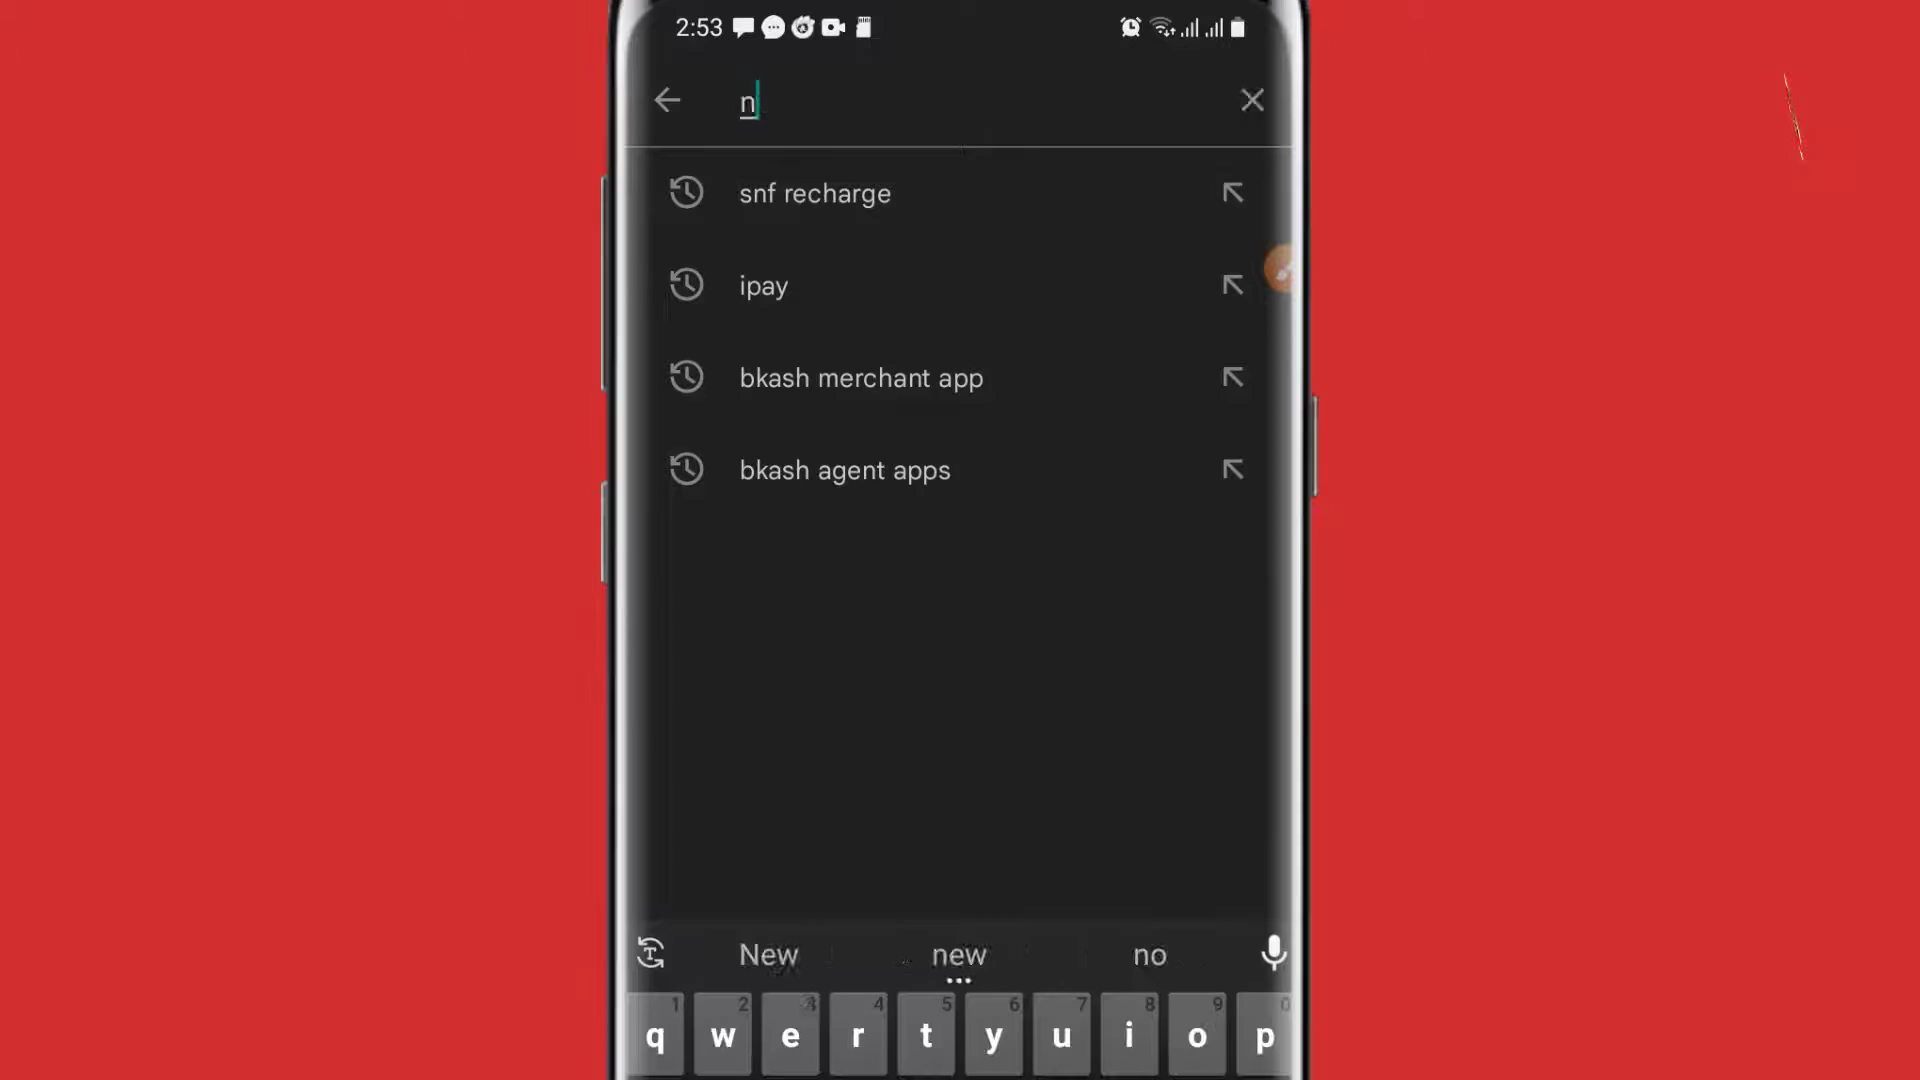 2:53
n
snf recharge
ipay
bkash merchant app
bkash agent apps
New new no
1 2 3 4 5 6 7 8 9 0
q w e r t y u i o p